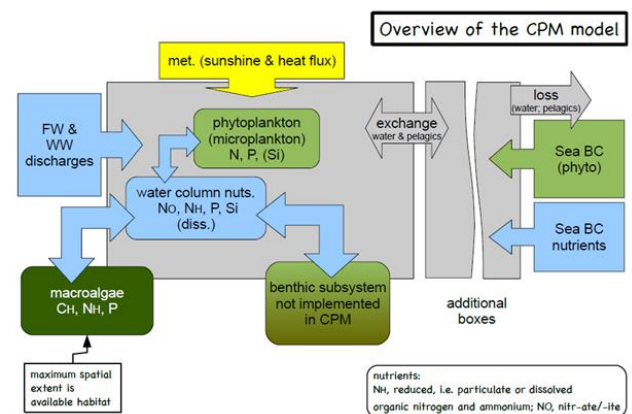 Overview of the CPM model
met. (sunshine & heat flux)
FW &
WW
discharges
phytoplankton
(microplankton)
N, P, (Si)
exchange
water & pelagics
loss
(water; pelagics)
Sea BC
(phyto)
water column nuts.
NO, NH, P, Si
(diss.)
Sea BC
nutrients
macroalgae
CH, NH, P
benthic subsystem
not implemented
in CPM
additional
boxes
maximum spatial
extent is
available habitat
nutrients:
NH, reduced, i.e. particulate or dissolved
organic nitrogen and ammonium; NO, nitr-ate/-ite